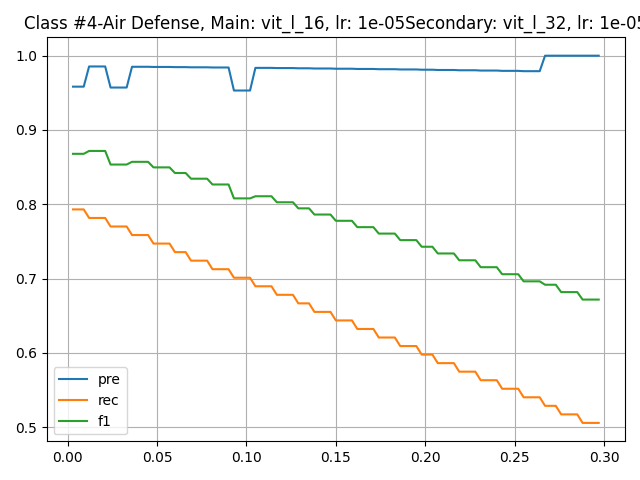 Class #4-Air Defense, Main: vit_l_16, lr: 1e-05Secondary: vit_l_32, lr: 1e-05
1.0
0.9
0.8
0.7
0.6
0.5
pre
rec
f1
0.00 0.05 0.10 0.15 0.20 0.25 0.30